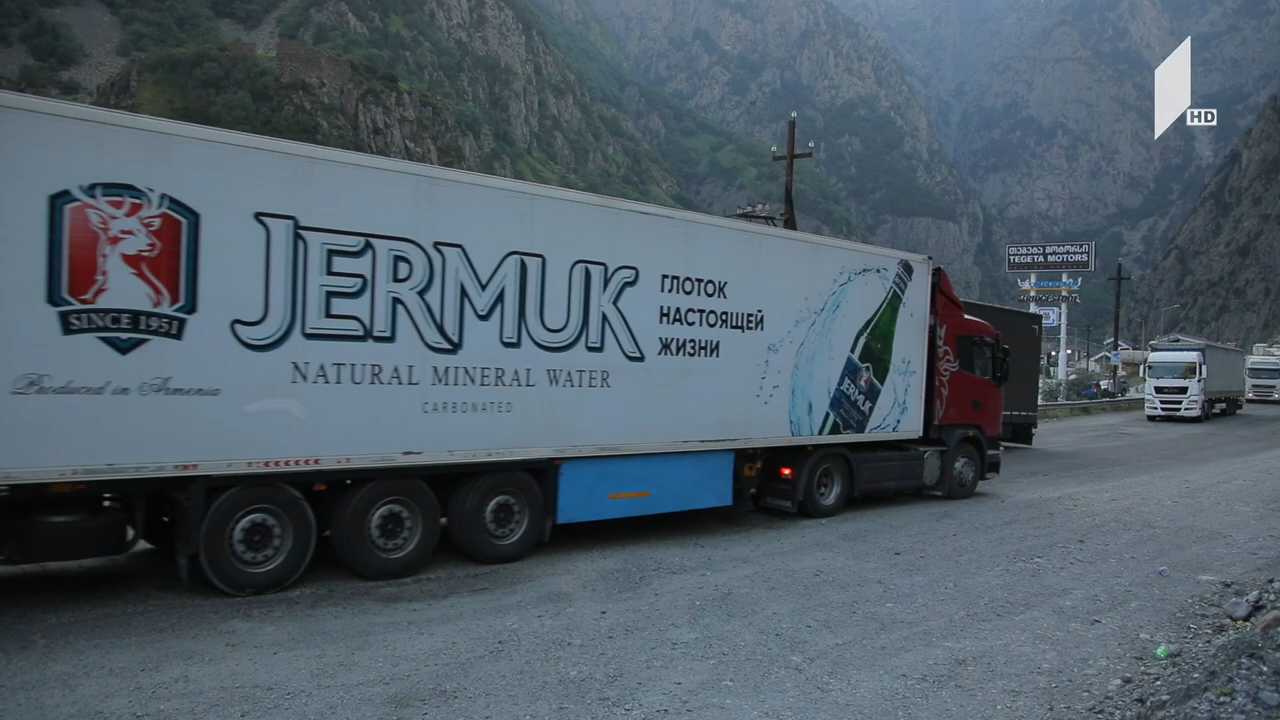 HD
SINCE 1951
Produced in Armenia
JERMUK
NATURAL MINERAL WATER
CARBONATED
ГЛОТОК
НАСТОЯЩЕЙ
ЖИЗНИ
JERMUK
თეგეტა მოტორსი
TEGETA MOTORS
BRIDGESTONE